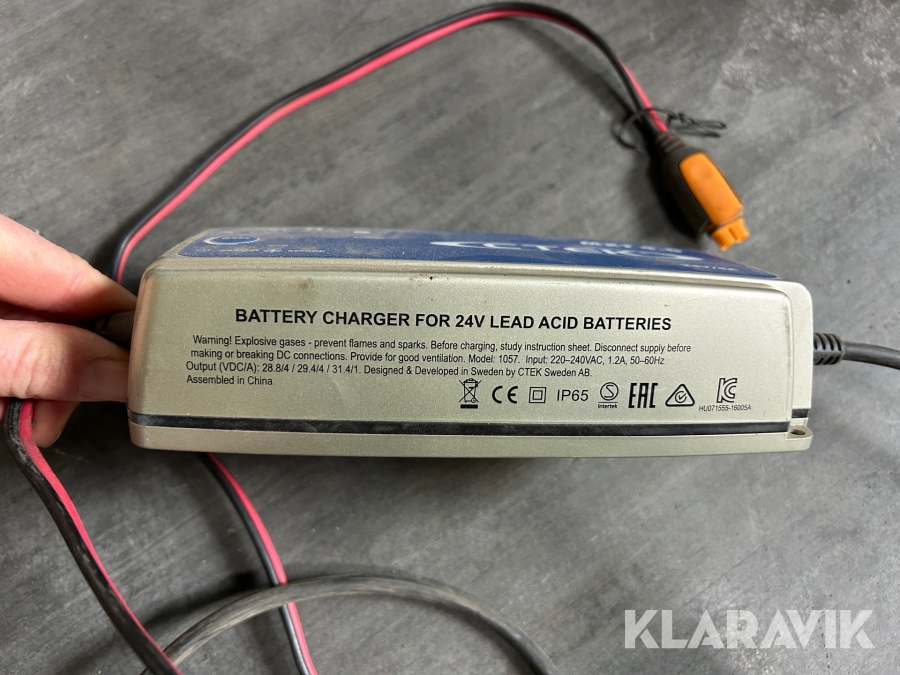 CTEK
BATTERY CHARGER FOR 24V LEAD ACID BATTERIES
Warning! Explosive gases - prevent flames and sparks. Before charging, study instruction sheet. Disconnect supply before
making or breaking DC connections. Provide for good ventilation. Model: 1057. Input: 220–240VAC, 1.2A, 50–60Hz
Output (VDC/A): 28.8/4 / 29.4/4 / 31.4/1. Designed & Developed in Sweden by CTEK Sweden AB.
Assembled in China.
CE IP65 S Intertek EAC KC
HU071555-16005A
KLARAVIK